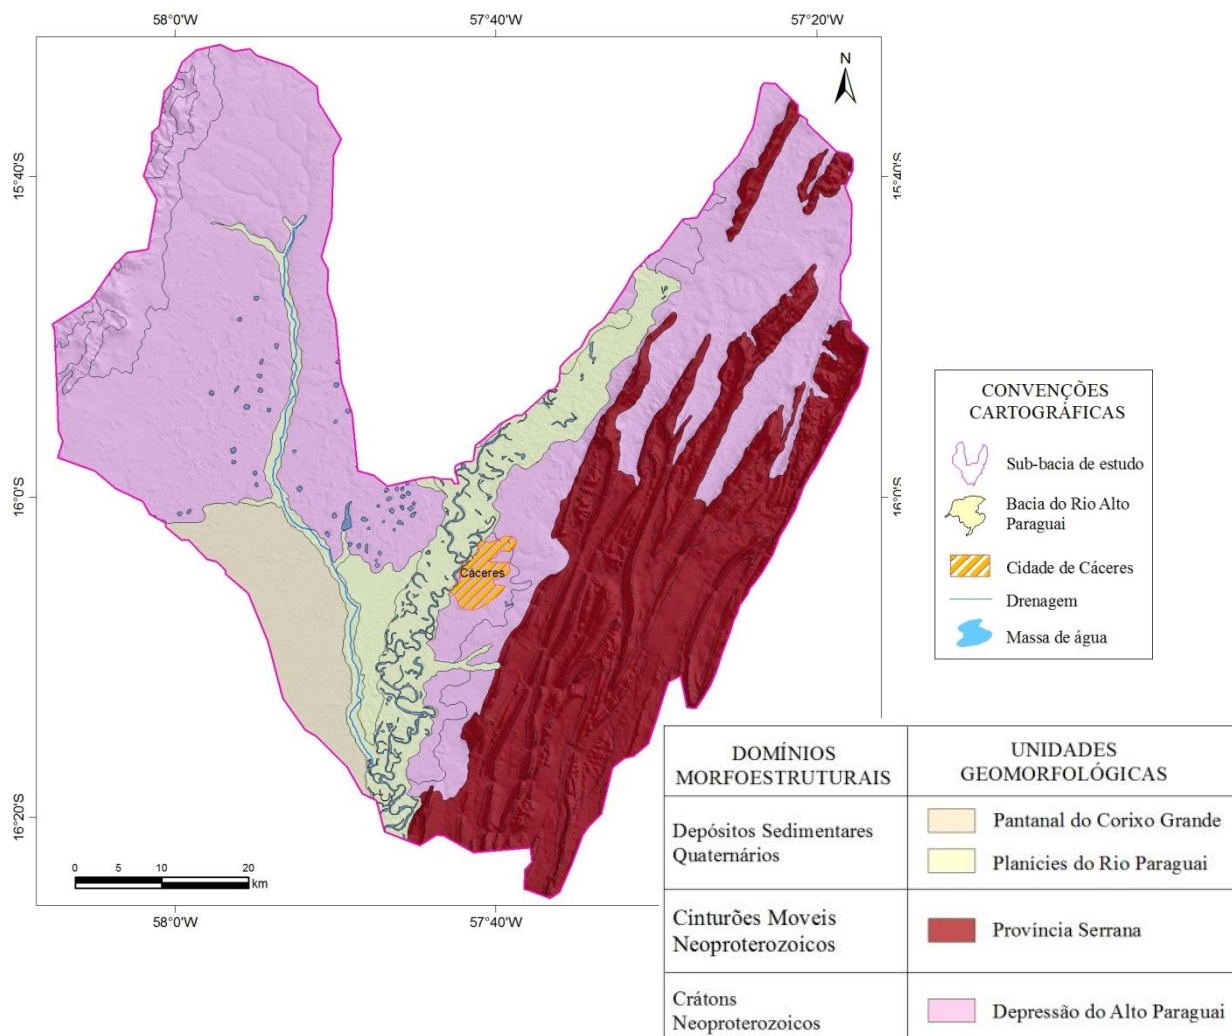 58°0'W
57°40'W
57°20'W
N
15°40'S
15°40'S
16°0'S
16°0'S
Cáceres
CONVENÇÕES
CARTOGRÁFICAS
Sub-bacia de estudo
Bacia do Rio Alto
Paraguai
Cidade de Cáceres
Drenagem
Massa de água
16°20'S
0 5 10 20
km
58°0'W
57°40'W
DOMÍNIOS
MORFOESTRUTURAIS
UNIDADES
GEOMORFOLÓGICAS
Depósitos Sedimentares
Quaternários
Pantanal do Corixo Grande
Planícies do Rio Paraguai
Cinturões Moveis
Neoproterozoicos
Província Serrana
Crátons
Neoproterozoicos
Depressão do Alto Paraguai